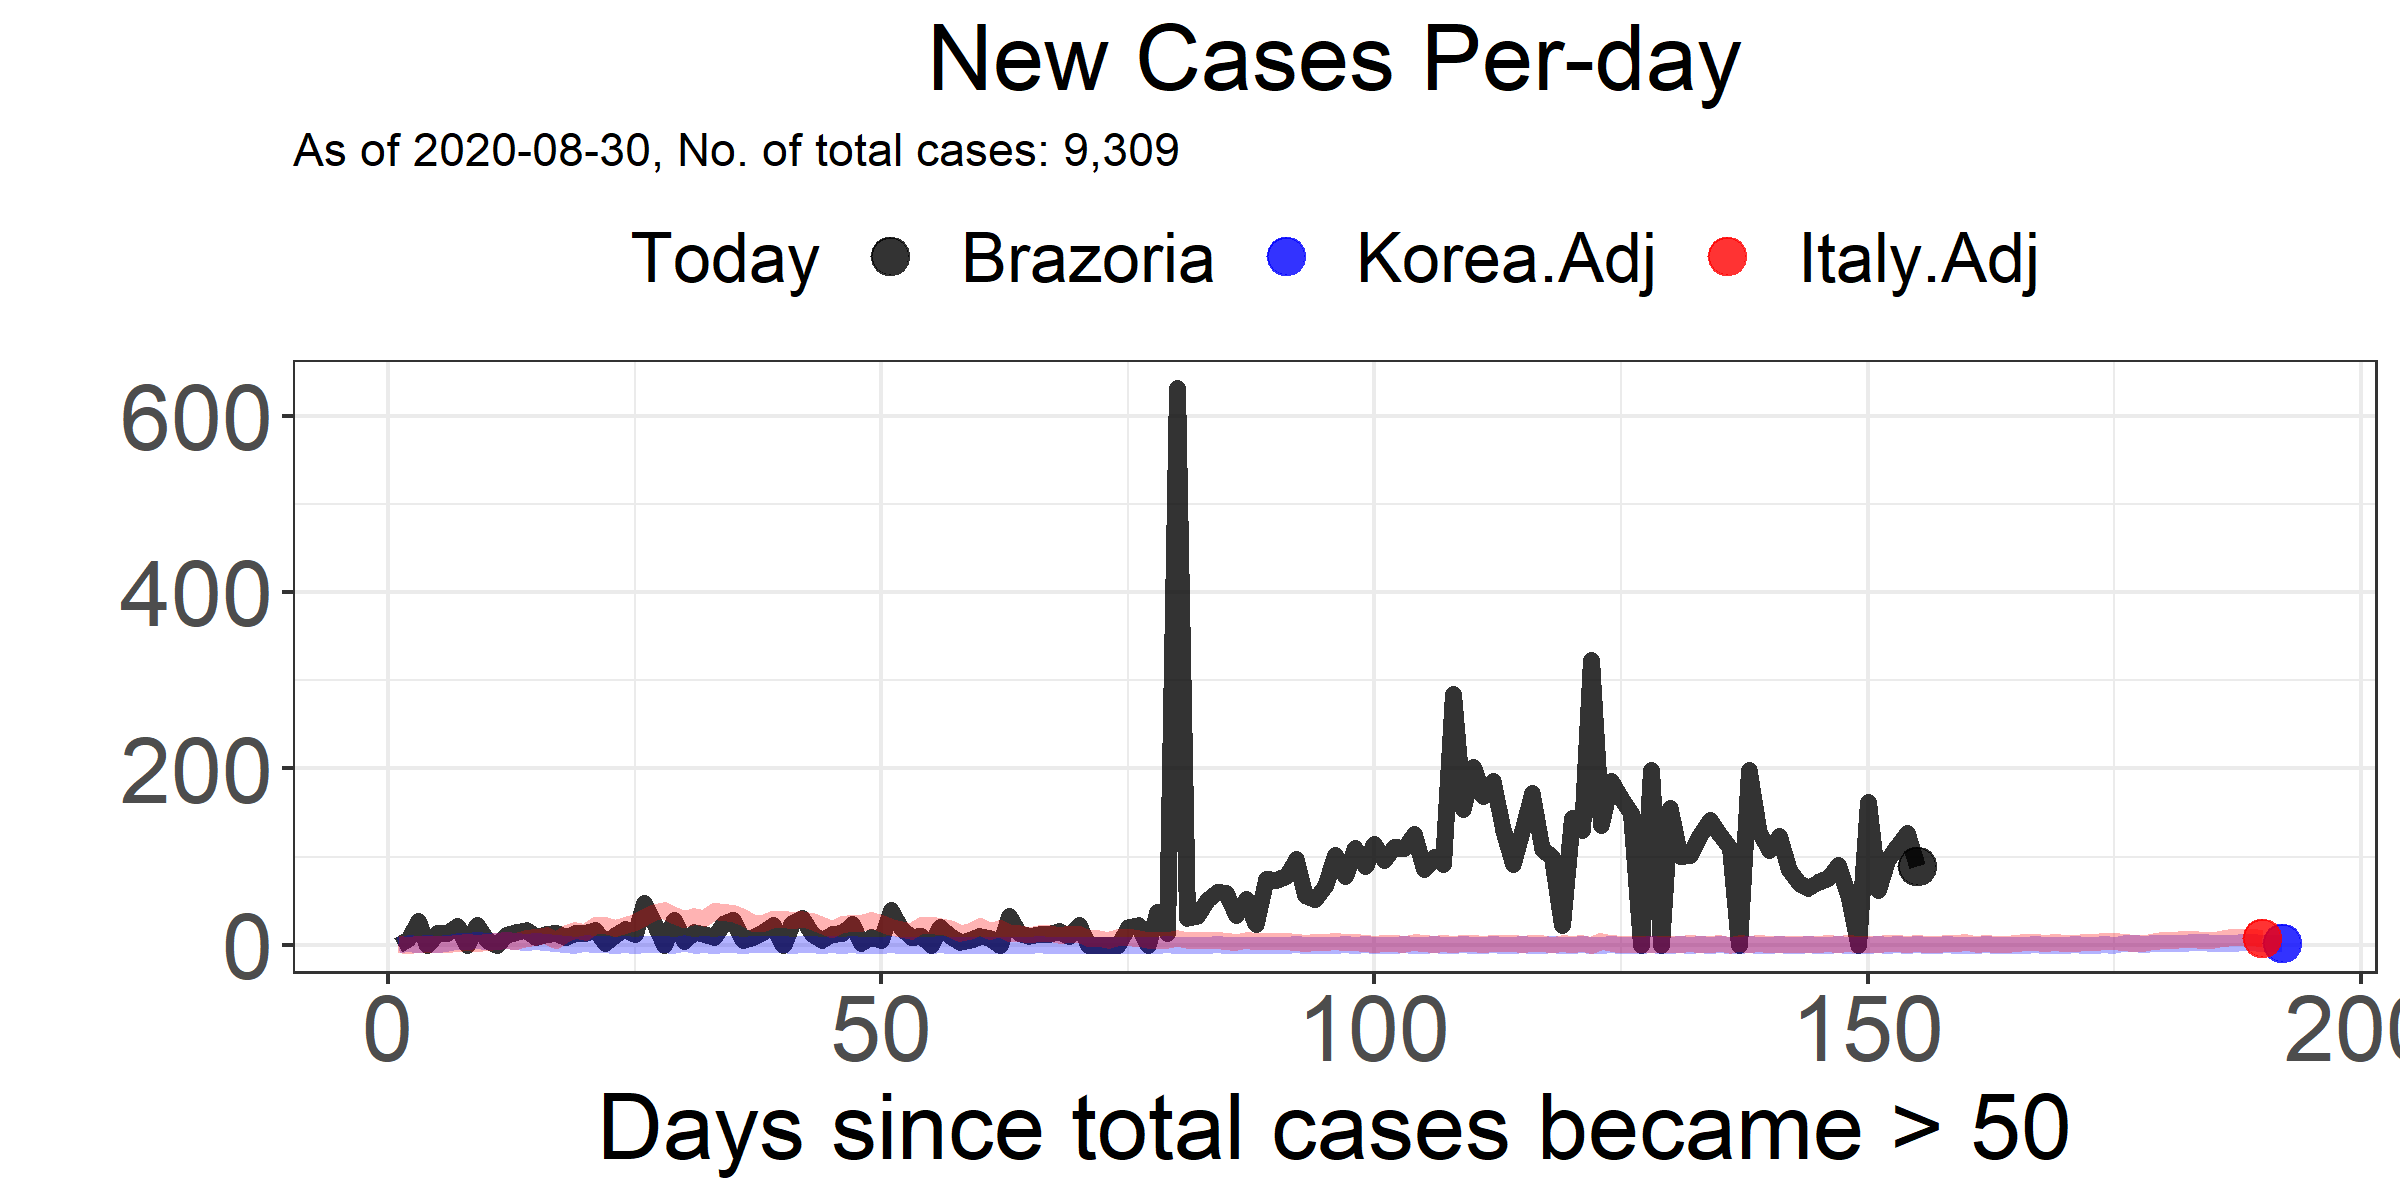 New Cases Per-day
As of 2020-08-30, No. of total cases: 9,309
Today Brazoria Korea.Adj Italy.Adj
600
400
200
0
0 50 100 150 200
Days since total cases became > 50